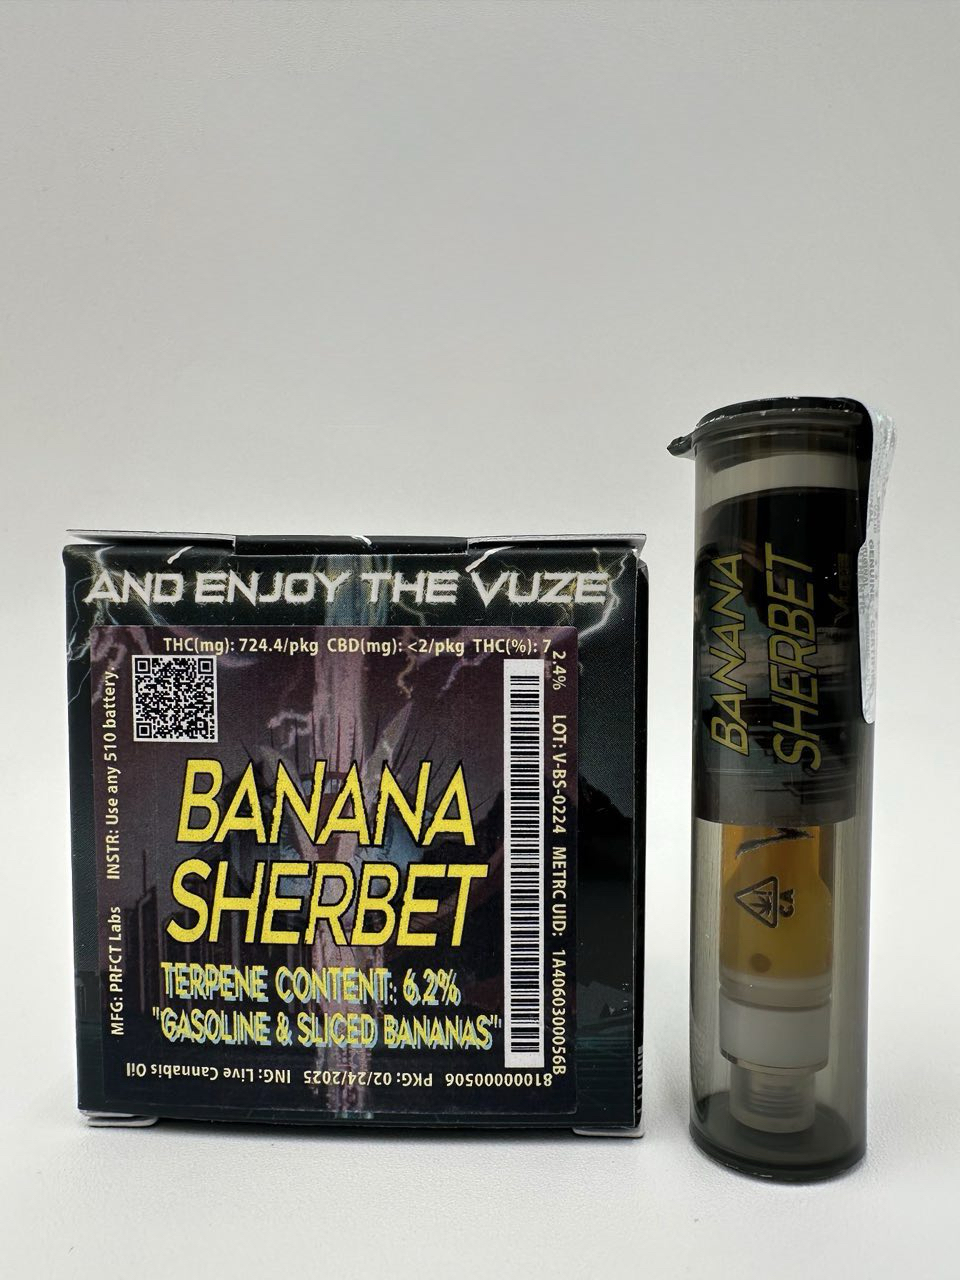 AND ENJOY THE VUZE
THC(mg): 724.4/pkg CBD(mg): <2/pkg THC(%): 72.4%
LOT: V-BS-0224 METRC UID: 1A4060300056B
8100000000506 PKG: 02/24/2025 ING: Live Cannabis Oil
MFG: PRFCT Labs INSTR: Use any 510 battery.
BANANA
SHERBET
TERPENE CONTENT: 6.2%
"GASOLINE & SLICED BANANAS"
BANANA
SHERBET
CA